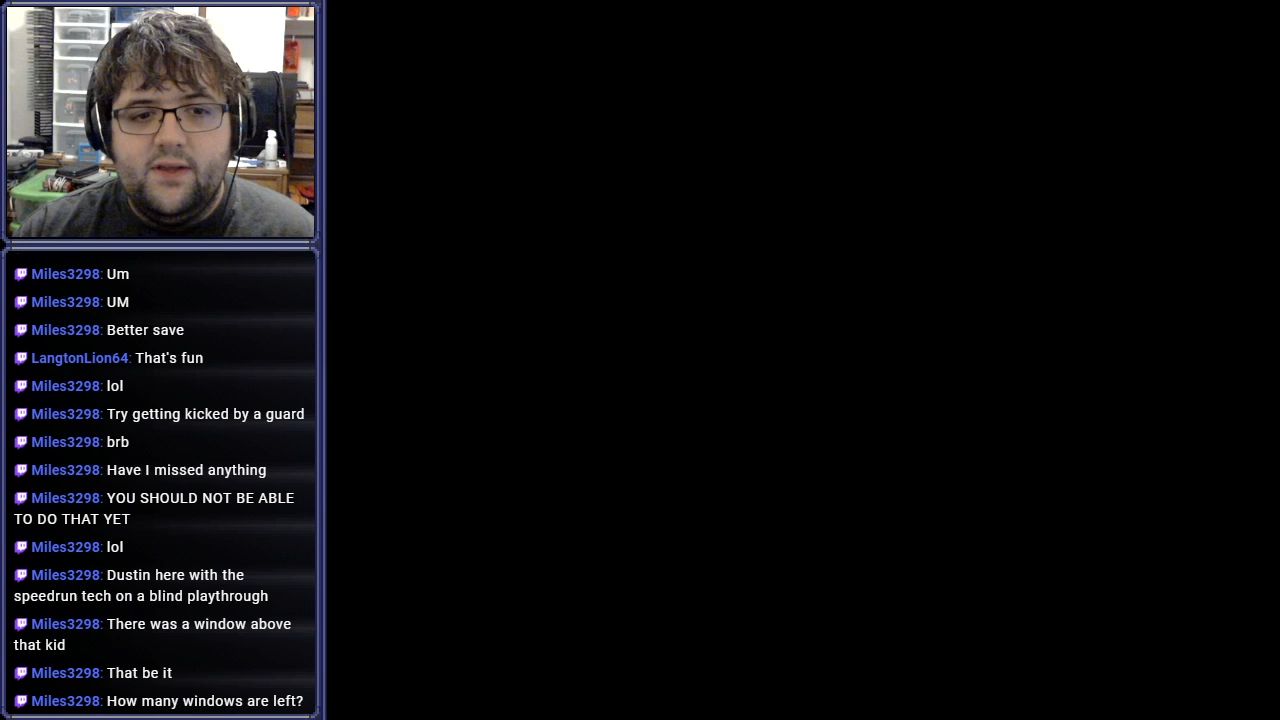 Miles3298: Um
Miles3298: UM
Miles3298: Better save
LangtonLion64: That's fun
Miles3298: lol
Miles3298: Try getting kicked by a guard
Miles3298: brb
Miles3298: Have I missed anything
Miles3298: YOU SHOULD NOT BE ABLE
TO DO THAT YET
Miles3298: lol
Miles3298: Dustin here with the
speedrun tech on a blind playthrough
Miles3298: There was a window above
that kid
Miles3298: That be it
Miles3298: How many windows are left?